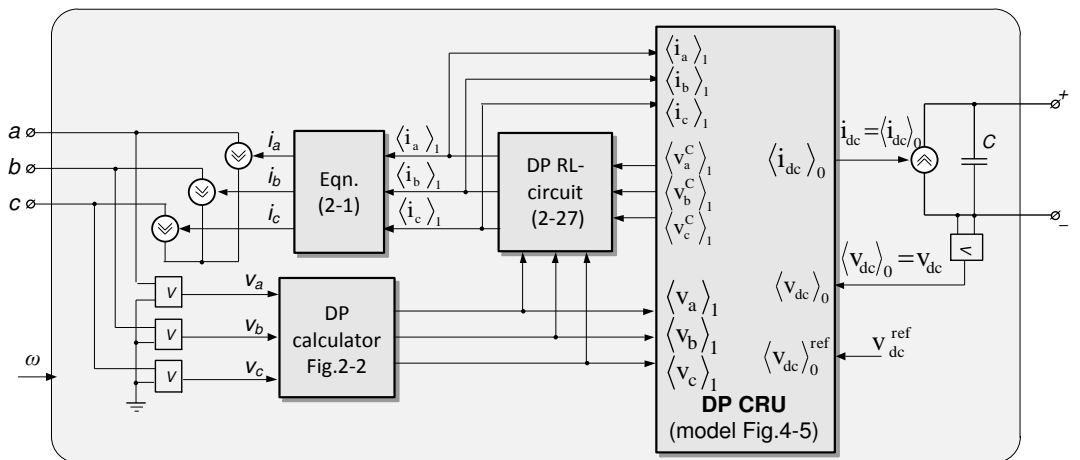 a
b
c
ω
i_a
i_b
i_c
Eqn.
(2-1)
⟨i_a⟩_1
⟨i_b⟩_1
⟨i_c⟩_1
DP RL-
circuit
(2-27)
V
V
V
v_a
v_b
v_c
DP
calculator
Fig.2-2
⟨i_a⟩_1
⟨i_b⟩_1
⟨i_c⟩_1
⟨v_a^C⟩_1
⟨v_b^C⟩_1
⟨v_c^C⟩_1
⟨v_a⟩_1
⟨v_b⟩_1
⟨v_c⟩_1
⟨i_dc⟩_0
⟨v_dc⟩_0
⟨v_dc⟩_0^ref
DP CRU
(model Fig.4-5)
i_dc=⟨i_dc⟩_0
C
+
−
V
⟨v_dc⟩_0=v_dc
v_dc^ref